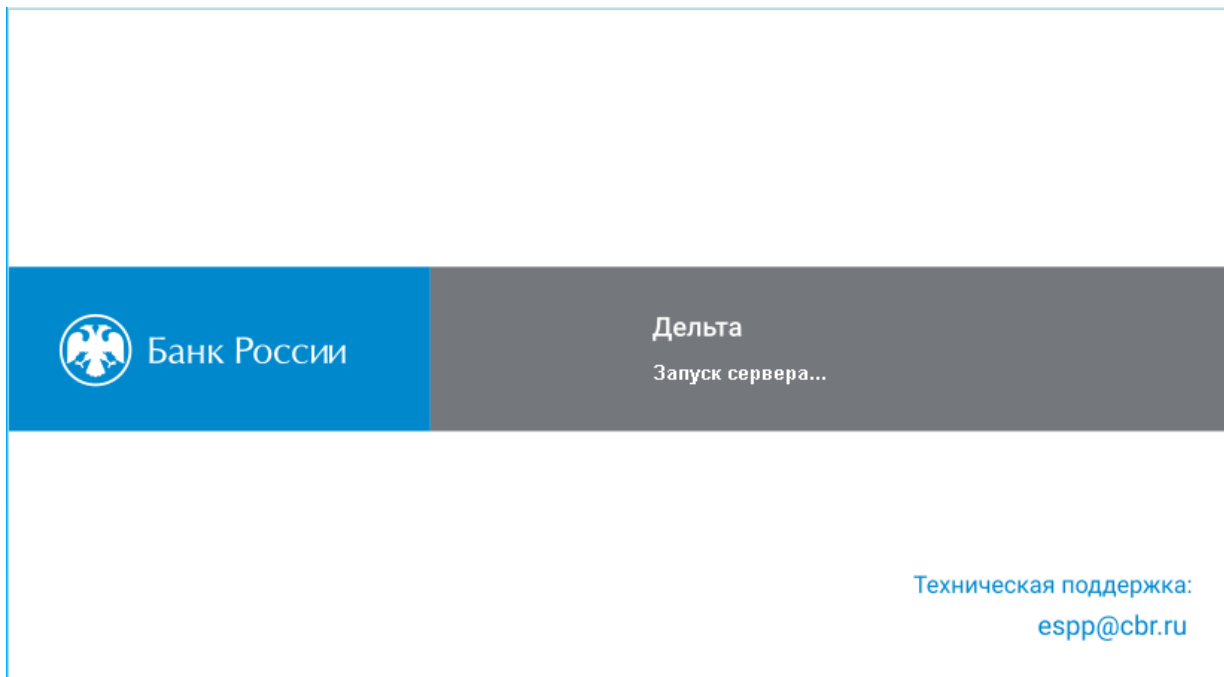 Банк России
Дельта
Запуск сервера...
Техническая поддержка:
espp@cbr.ru